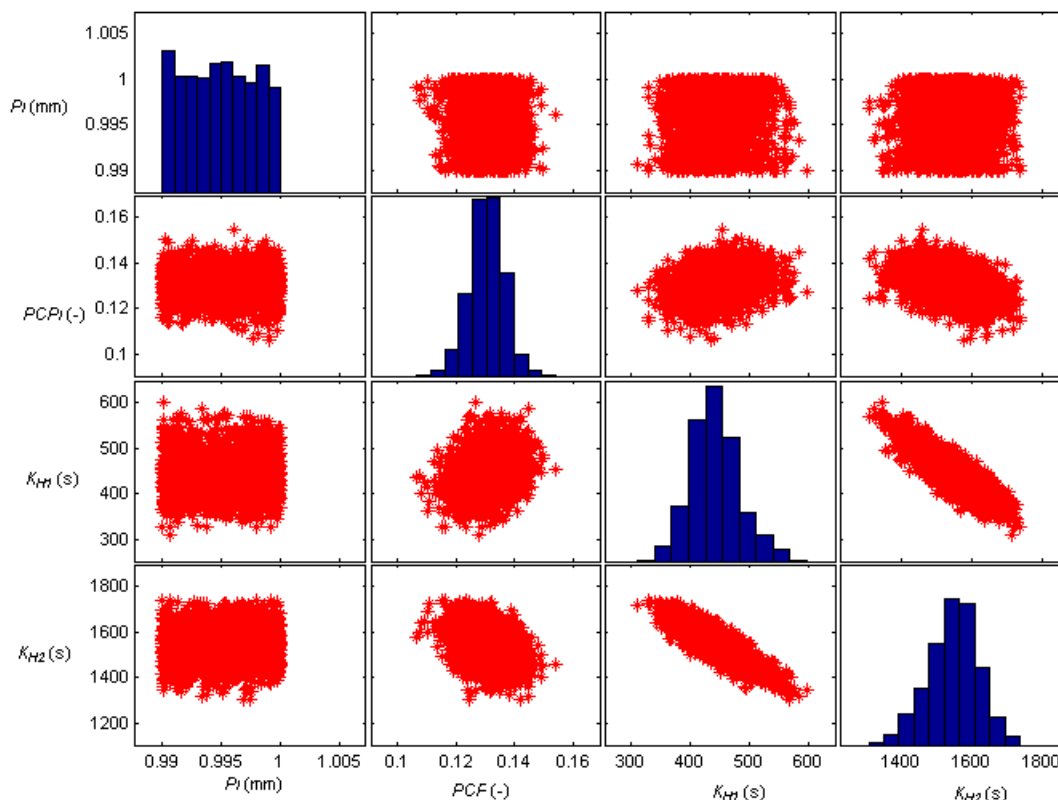 1.005
1
0.995
0.99
PI (mm)
0.16
0.14
0.12
0.1
PCPI (-)
600
500
400
300
KH1 (s)
1800
1600
1400
1200
KH2 (s)
0.99 0.995 1 1.005
0.1 0.12 0.14 0.16
300 400 500 600
1400 1600 1800
PI (mm) PCF (-) KH1 (s) KH2 (s)